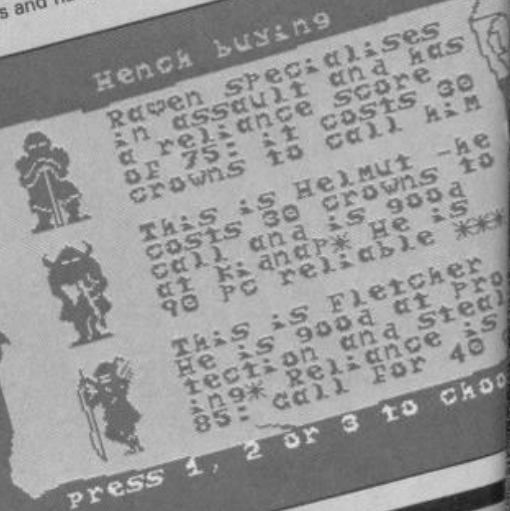 s and
Hench buying
Raven specialises
in assault and has
a reliance score
of 75: it costs 30
crowns to call him
This is Helmut -he
costs 30 crowns to
call and is good
at kidnap* He is
90 pc reliable ***
This is Fletcher
He is good at pro
tection and steal
ing* Reliance is
85: call for 40
press 1, 2 or 3 to choo